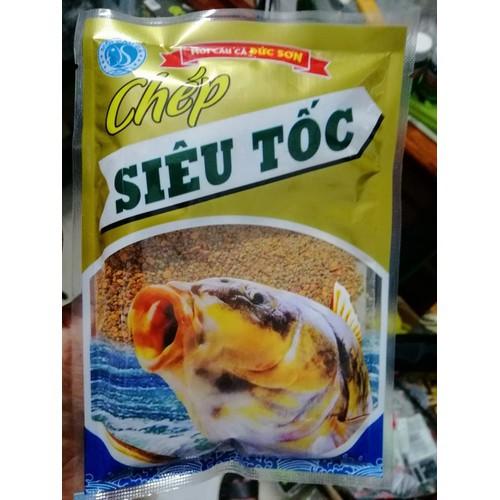 MỒI CÂU CÁ ĐỨC SƠN
Chép
SIÊU TỐC